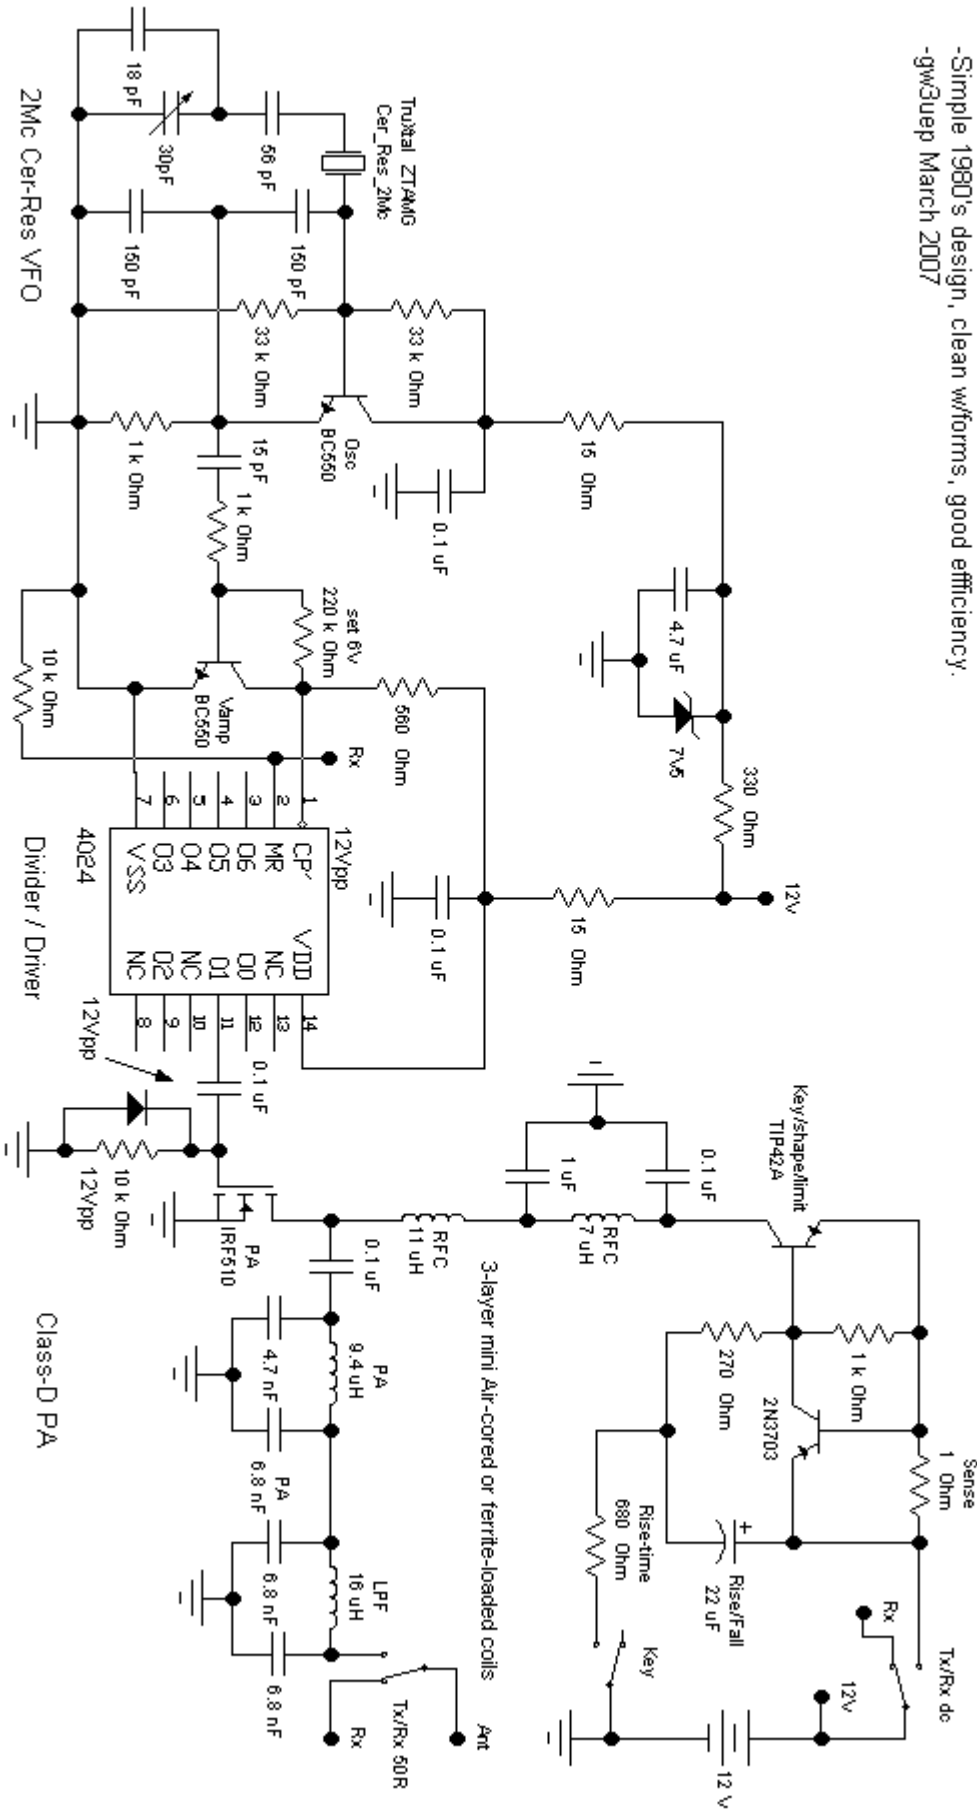 -Simple 1980's design, clean w/forms, good efficiency.
-gw3uep March 2007
18 pF
30pF
56 pF
TruXtal ZTAMG
Cer_Res_2Mc
150 pF
150 pF
2Mc Cer-Res VFO
33 k Ohm
33 k Ohm
Osc
BC550
1 k Ohm
15 pF
1 k Ohm
0.1 uF
15 Ohm
4.7 uF
7V5
330 Ohm
12V
set 6V
220 k Ohm
560 Ohm
Vamp
BC550
10 k Ohm
Rx
15 Ohm
0.1 uF
12Vpp
1
2
3
4
5
6
7
CP'
MR
O6
O5
O4
O3
VSS
VDD
NC
O0
O1
NC
O2
NC
14
13
12
11
10
9
8
4024
Divider / Driver
12Vpp
0.1 uF
10 k Ohm
12Vpp
PA
IRF510
Class-D PA
Key/shape/limit
TIP42A
0.1 uF
1 uF
RFC
7 uH
RFC
11 uH
3-layer mini Air-cored or ferrite-loaded coils
0.1 uF
PA
9.4 uH
4.7 nF
PA
6.8 nF
LPF
16 uH
6.8 nF
6.8 nF
Sense
1 Ohm
1 k Ohm
2N3703
270 Ohm
Rise-time
680 Ohm
Rise/Fall
22 uF
+
Key
Tx/Rx dc
Rx
12V
12 V
Ant
Tx/Rx 50R
Rx